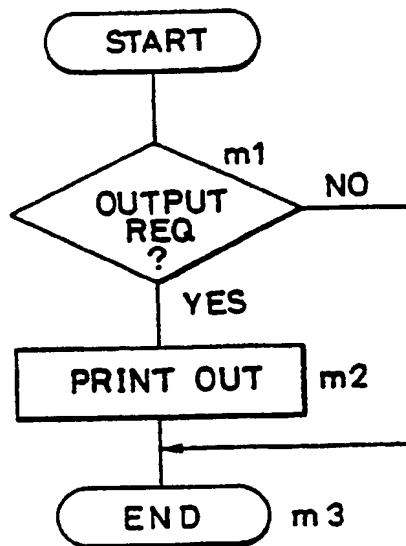 START
m1
NO
OUTPUT
REQ
?
YES
PRINT OUT
m2
END
m3